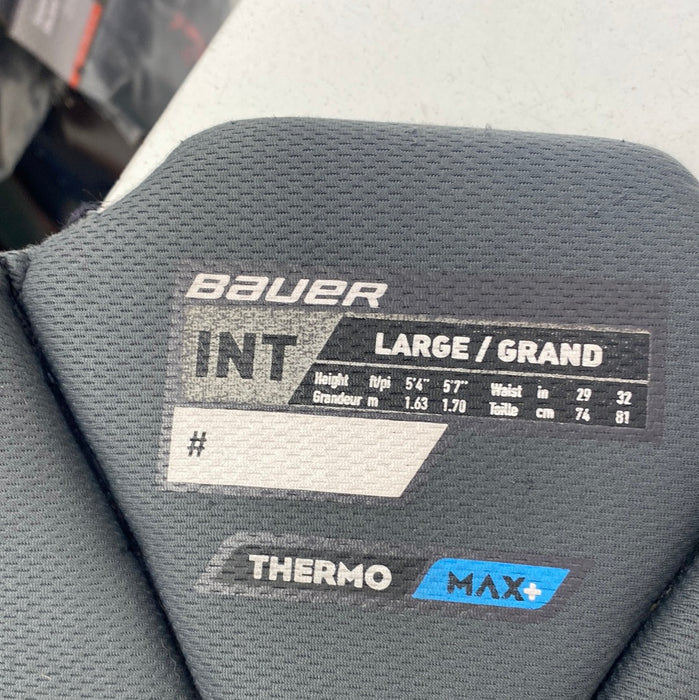 BAUER
INT LARGE / GRAND
Height ft/pi 5'4" 5'7" Waist in 29 32
Grandeur m 1.63 1.70 Taille cm 74 81
#
THERMO MAX+